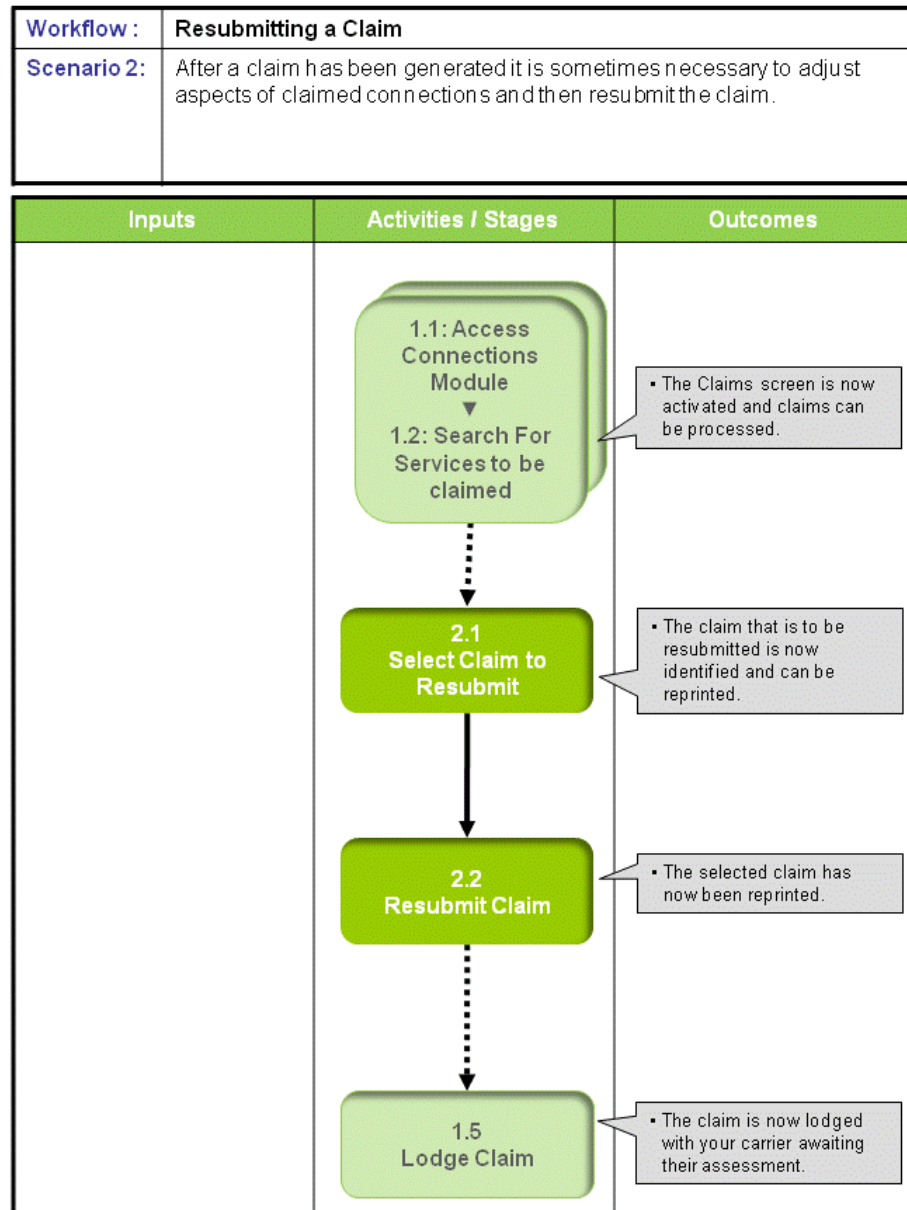 Workflow :
Resubmitting a Claim
Scenario 2:
After a claim has been generated it is sometimes necessary to adjust
aspects of claimed connections and then resubmit the claim.
Inputs
Activities / Stages
Outcomes
1.1: Access
Connections
Module
▼
1.2: Search For
Services to be
claimed
▪ The Claims screen is now
activated and claims can
be processed.
2.1
Select Claim to
Resubmit
▪ The claim that is to be
resubmitted is now
identified and can be
reprinted.
2.2
Resubmit Claim
▪ The selected claim has
now been reprinted.
1.5
Lodge Claim
▪ The claim is now lodged
with your carrier awaiting
their assessment.